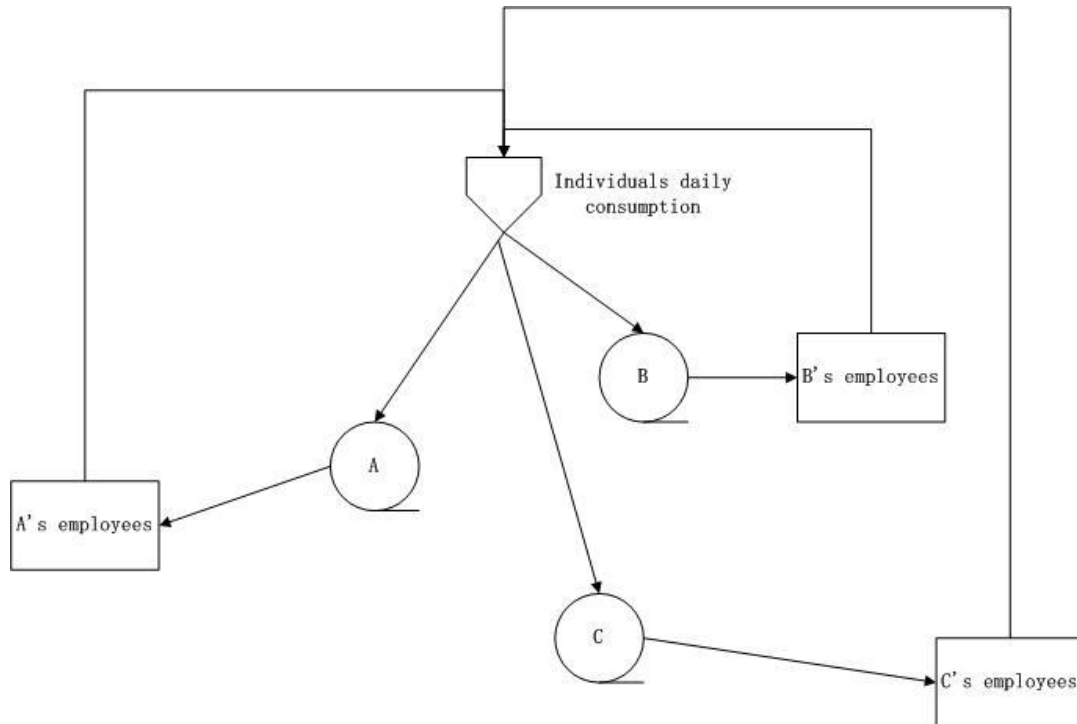 Individuals daily
consumption
B
B's employees
A
A's employees
C
C's employees